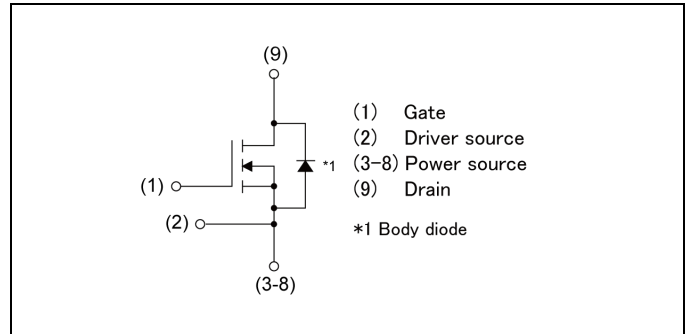 (9)
(1)
(2)
(3-8)
*1
(1) Gate
(2) Driver source
(3-8) Power source
(9) Drain
*1 Body diode